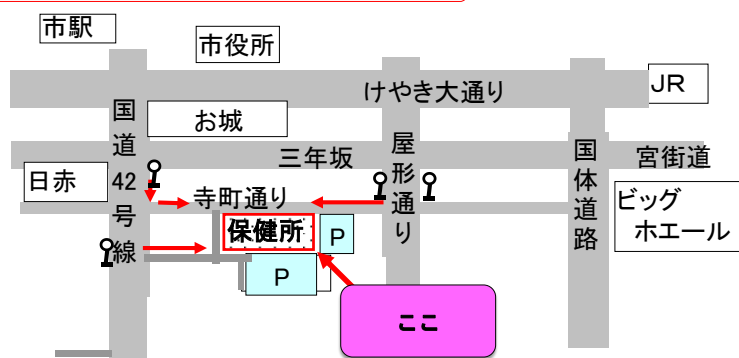 市駅
市役所
けやき大通り
JR
国道42号線
お城
三年坂
屋形通り
国体道路
宮街道
日赤
寺町通り
ビッグ
ホエール
保健所
P
P
ここ